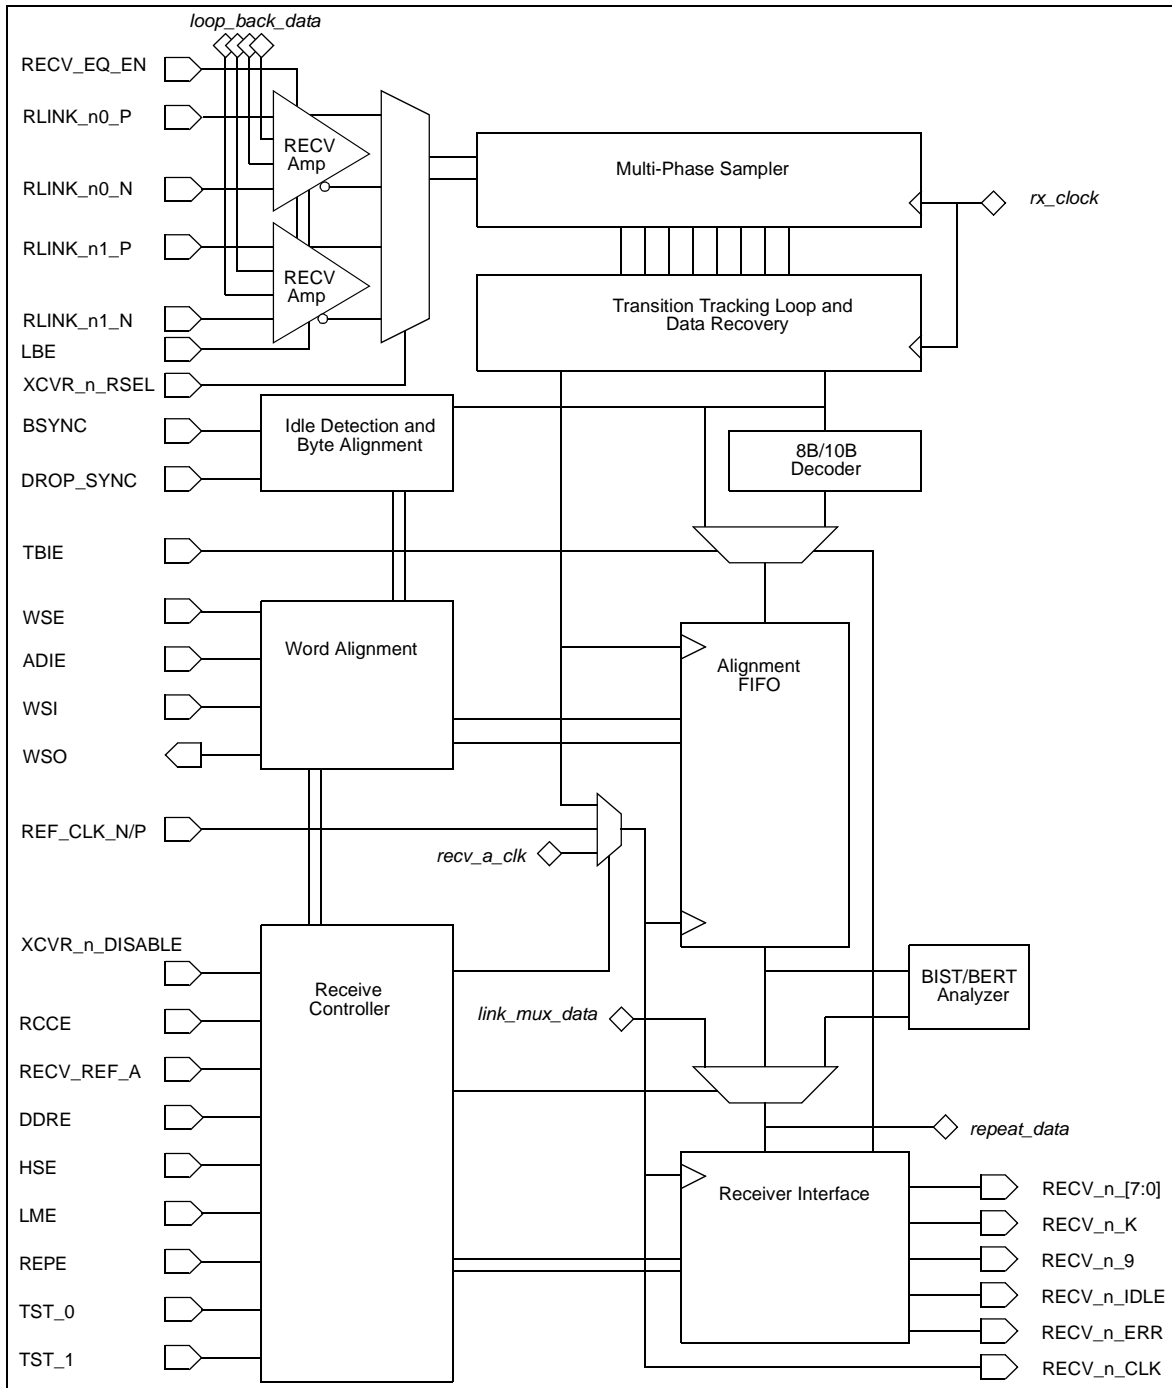 loop_back_data
RECV_EQ_EN
RLINK_n0_P
RECV
Amp
Multi-Phase Sampler
RLINK_n0_N
rx_clock
RLINK_n1_P
RECV
Amp
Transition Tracking Loop and
Data Recovery
RLINK_n1_N
LBE
XCVR_n_RSEL
BSYNC
Idle Detection and
Byte Alignment
8B/10B
Decoder
DROP_SYNC
TBIE
WSE
Word Alignment
ADIE
Alignment
FIFO
WSI
WSO
REF_CLK_N/P
recv_a_clk
XCVR_n_DISABLE
Receive
Controller
BIST/BERT
Analyzer
RCCE
link_mux_data
RECV_REF_A
DDRE
repeat_data
HSE
Receiver Interface
RECV_n_[7:0]
LME
RECV_n_K
REPE
RECV_n_9
RECV_n_IDLE
TST_0
RECV_n_ERR
TST_1
RECV_n_CLK